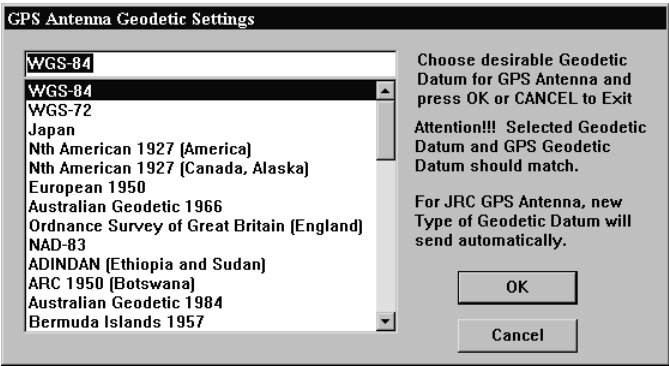 GPS Antenna Geodetic Settings
WGS-84
WGS-84
WGS-72
Japan
Nth American 1927 (America)
Nth American 1927 (Canada, Alaska)
European 1950
Australian Geodetic 1966
Ordnance Survey of Great Britain (England)
NAD-83
ADINDAN (Ethiopia and Sudan)
ARC 1950 (Botswana)
Australian Geodetic 1984
Bermuda Islands 1957
Choose desirable Geodetic
Datum for GPS Antenna and
press OK or CANCEL to Exit
Attention!!! Selected Geodetic
Datum and GPS Geodetic
Datum should match.
For JRC GPS Antenna, new
Type of Geodetic Datum will
send automatically.
OK
Cancel